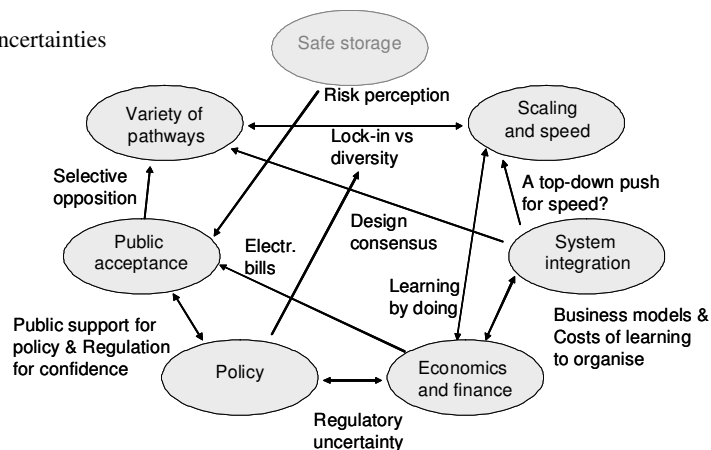 ncertainties
Safe storage
Risk perception
Variety of
pathways
Scaling
and speed
Lock-in vs
diversity
Selective
opposition
A top-down push
for speed?
Design
consensus
Public
acceptance
Electr.
bills
System
integration
Learning
by doing
Business models &
Costs of learning
to organise
Public support for
policy & Regulation
for confidence
Policy
Economics
and finance
Regulatory
uncertainty